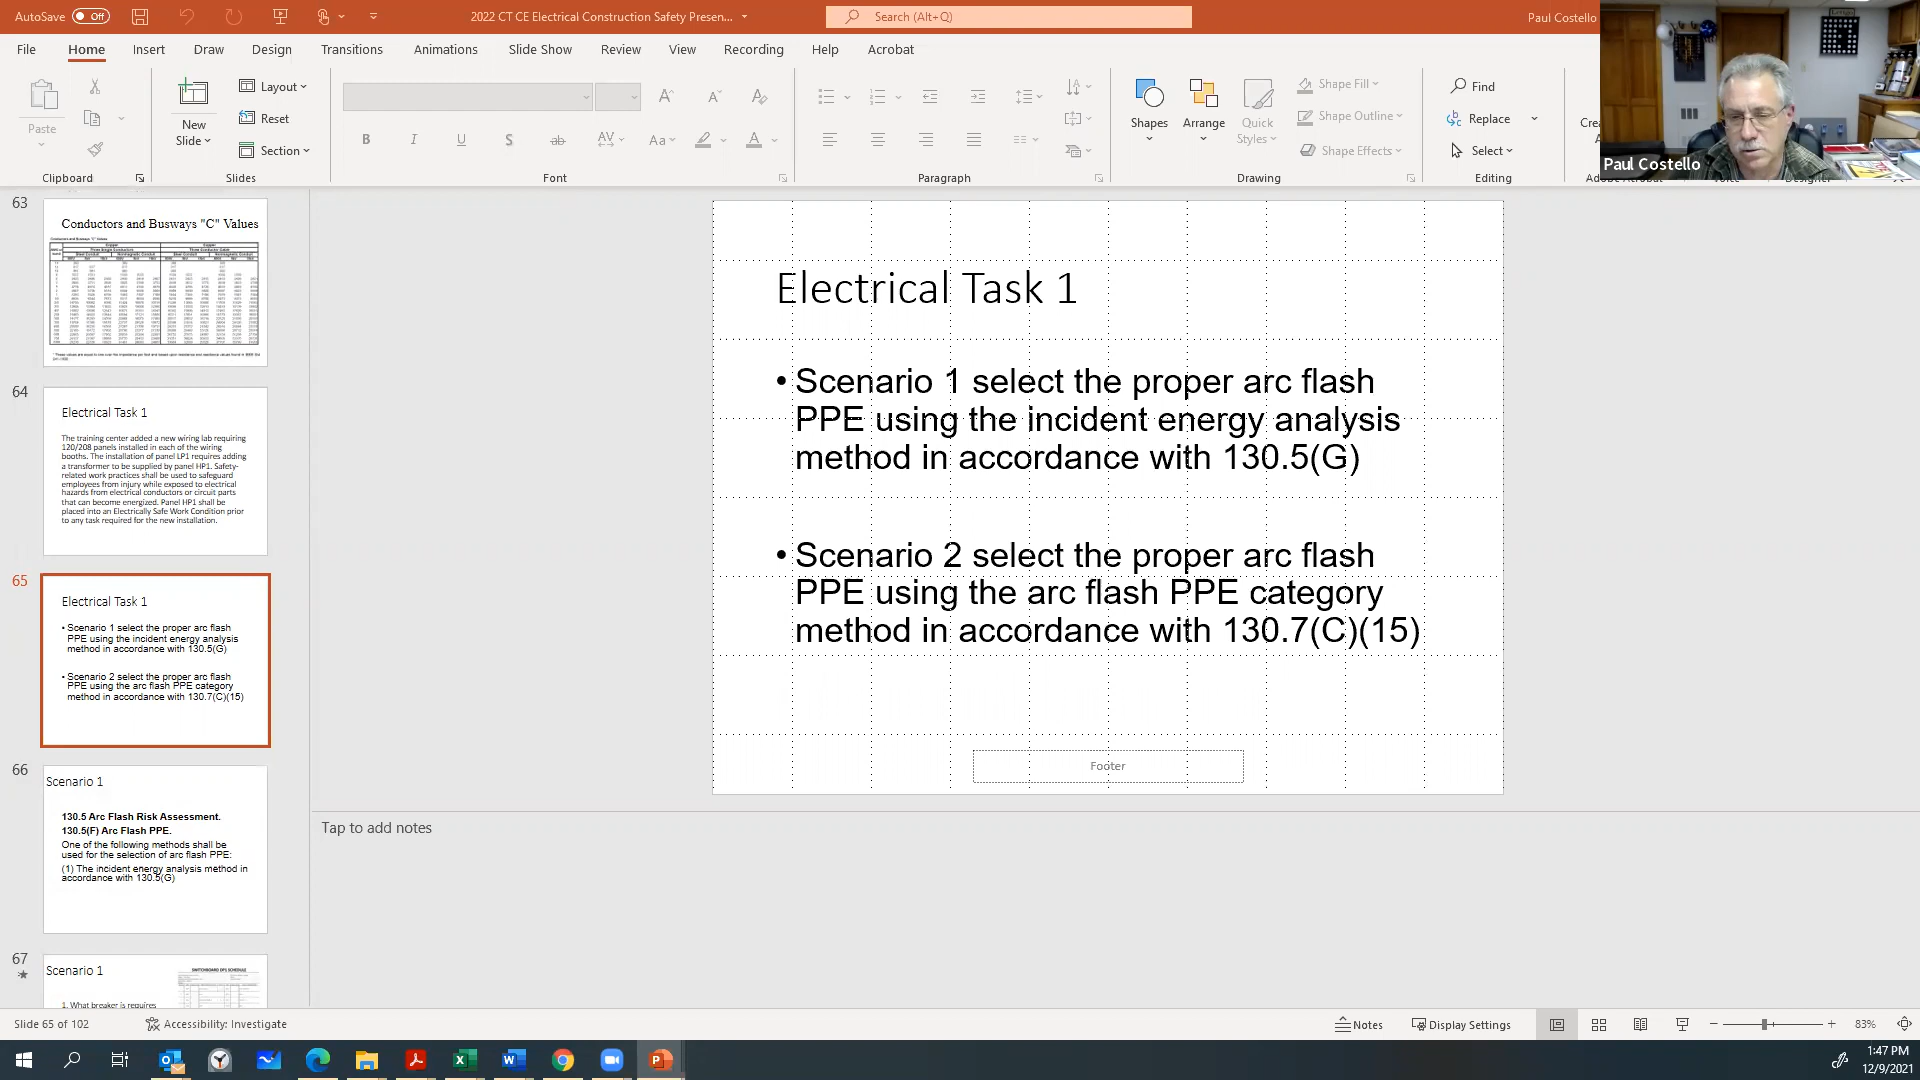 AutoSave
Off
2022 CT CE Electrical Construction Safety Presen...
Search (Alt+Q)
Paul Costello
File
Home
Insert
Draw
Design
Transitions
Animations
Slide Show
Review
View
Recording
Help
Acrobat
Paste
Clipboard
New
Slide
Layout
Reset
Section
Slides
B
I
U
S
ab
AV
Aa
A
Font
Paragraph
Shapes
Arrange
Quick
Styles
Shape Fill
Shape Outline
Shape Effects
Drawing
Find
Replace
Select
Editing
Paul Costello
63
Conductors and Busways "C" Values
64
Electrical Task 1
The training center added a new wiring lab requiring
120/208 panels installed in each of the wiring
booths. The installation of panel LP1 requires adding
a transformer to be supplied by panel HP1. Safety-
related work practices shall be used to safeguard
employees from injury while exposed to electrical
hazards from electrical conductors or circuit parts
that can become energized. Panel HP1 shall be
placed into an Electrically Safe Work Condition prior
to any task required for the new installation.
65
Electrical Task 1
• Scenario 1 select the proper arc flash
PPE using the incident energy analysis
method in accordance with 130.5(G)
• Scenario 2 select the proper arc flash
PPE using the arc flash PPE category
method in accordance with 130.7(C)(15)
66
Scenario 1
130.5 Arc Flash Risk Assessment.
130.5(F) Arc Flash PPE.
One of the following methods shall be
used for the selection of arc flash PPE:
(1) The incident energy analysis method in
accordance with 130.5(G)
67
Scenario 1
SWITCHBOARD DP1 SCHEDULE
1. What breaker is requires
Electrical Task 1
• Scenario 1 select the proper arc flash
PPE using the incident energy analysis
method in accordance with 130.5(G)
• Scenario 2 select the proper arc flash
PPE using the arc flash PPE category
method in accordance with 130.7(C)(15)
Footer
Tap to add notes
Slide 65 of 102
Accessibility: Investigate
Notes
Display Settings
83%
1:47 PM
12/9/2021